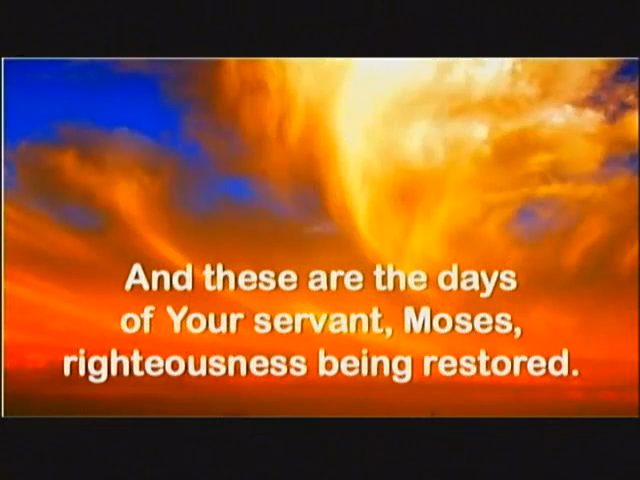 And these are the days
of Your servant, Moses,
righteousness being restored.